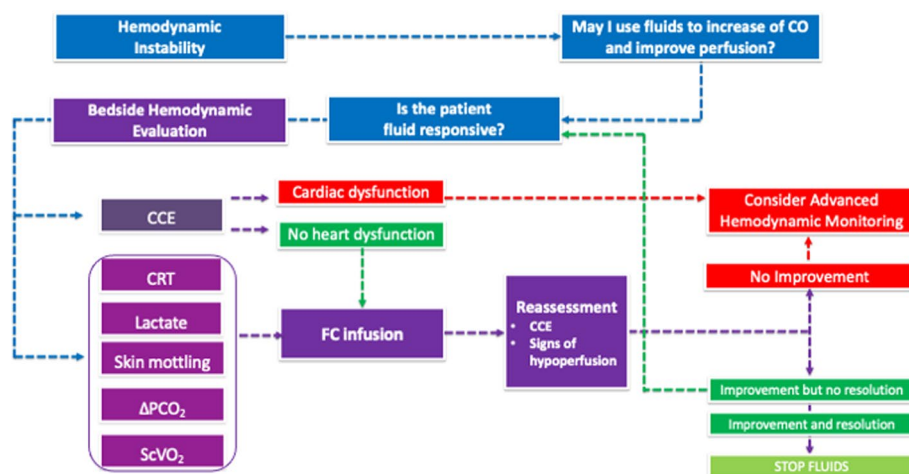 Hemodynamic
Instability
May I use fluids to increase of CO
and improve perfusion?
Bedside Hemodynamic
Evaluation
Is the patient
fluid responsive?
CCE
Cardiac dysfunction
No heart dysfunction
Consider Advanced
Hemodynamic Monitoring
No Improvement
CRT
Lactate
Skin mottling
ΔPCO₂
ScVO₂
FC infusion
Reassessment
• CCE
• Signs of
hypoperfusion
Improvement but no resolution
Improvement and resolution
STOP FLUIDS